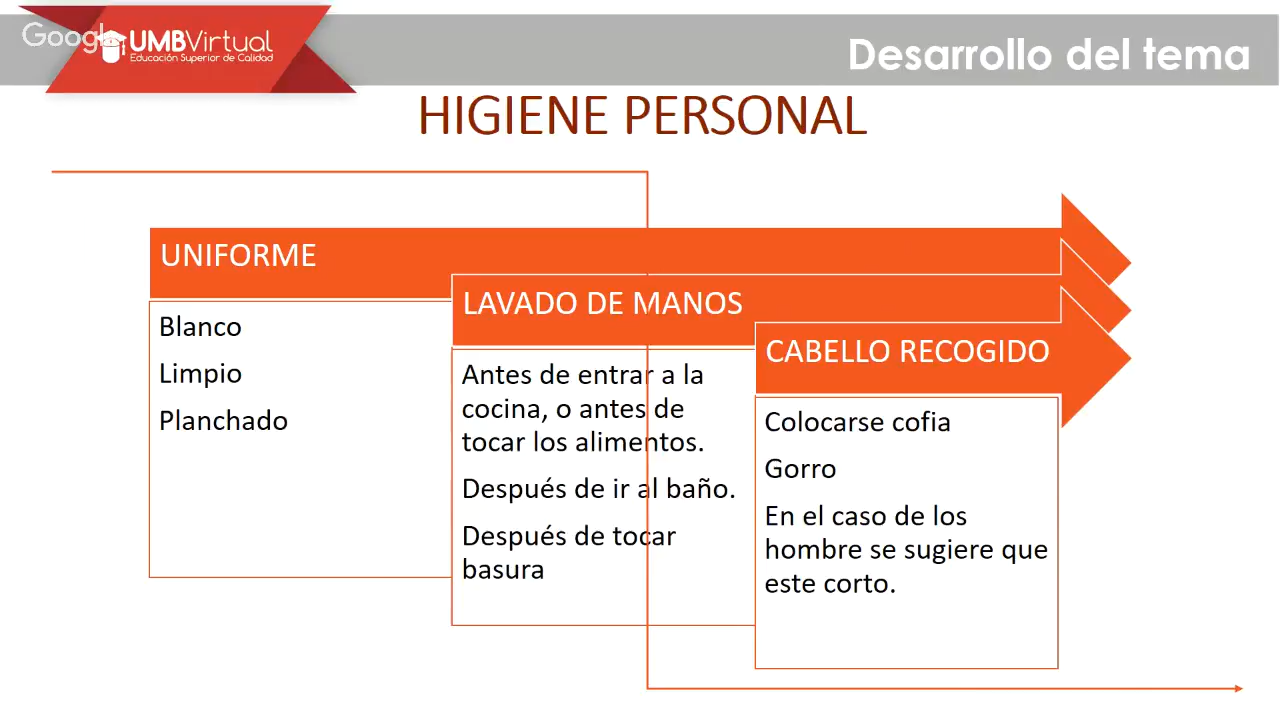 Google
UMBVirtual
Educación Superior de Calidad
Desarrollo del tema
HIGIENE PERSONAL
UNIFORME
Blanco
Limpio
Planchado
LAVADO DE MANOS
Antes de entrar a la
cocina, o antes de
tocar los alimentos.
Después de ir al baño.
Después de tocar
basura
CABELLO RECOGIDO
Colocarse cofia
Gorro
En el caso de los
hombre se sugiere que
este corto.